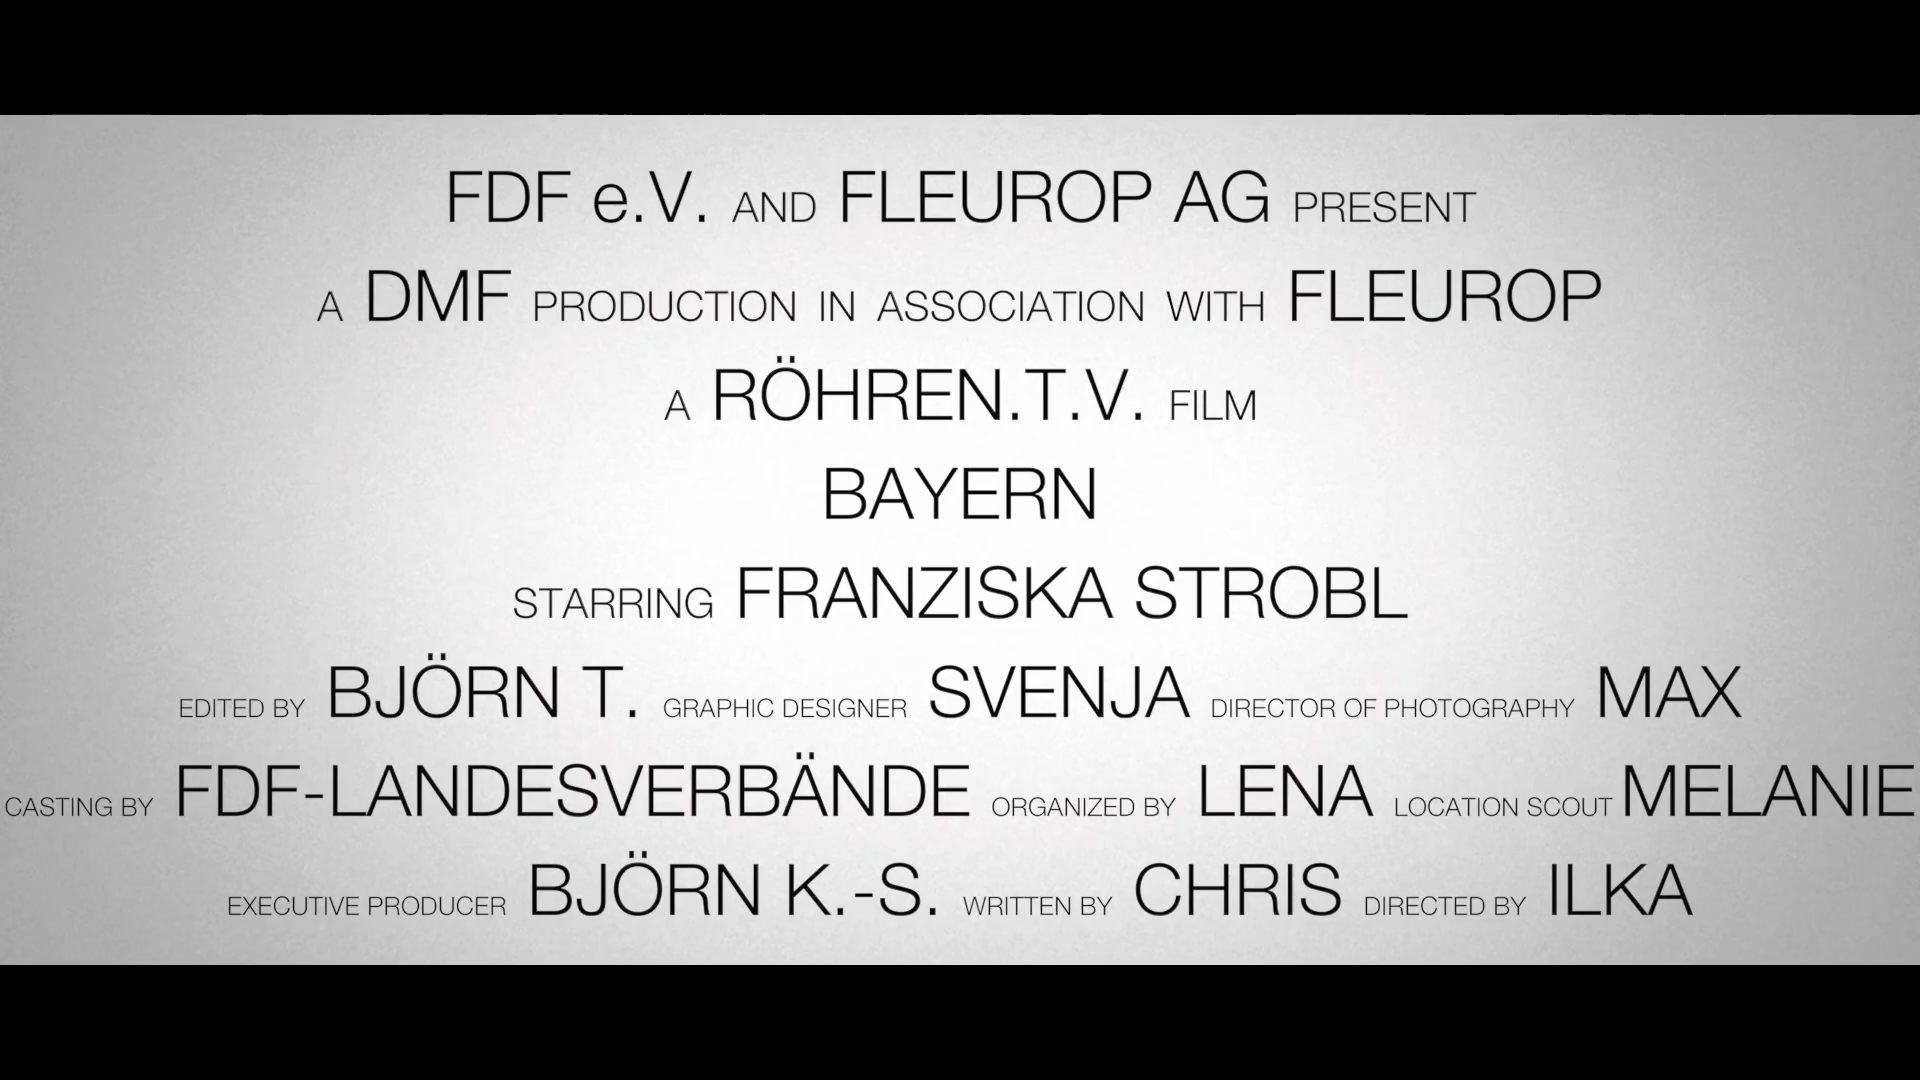 FDF e.V. AND FLEUROP AG PRESENT
A DMF PRODUCTION IN ASSOCIATION WITH FLEUROP
A RÖHREN.T.V. FILM
BAYERN
STARRING FRANZISKA STROBL
EDITED BY BJÖRN T. GRAPHIC DESIGNER SVENJA DIRECTOR OF PHOTOGRAPHY MAX
CASTING BY FDF-LANDESVERBÄNDE ORGANIZED BY LENA LOCATION SCOUT MELANIE
EXECUTIVE PRODUCER BJÖRN K.-S. WRITTEN BY CHRIS DIRECTED BY ILKA